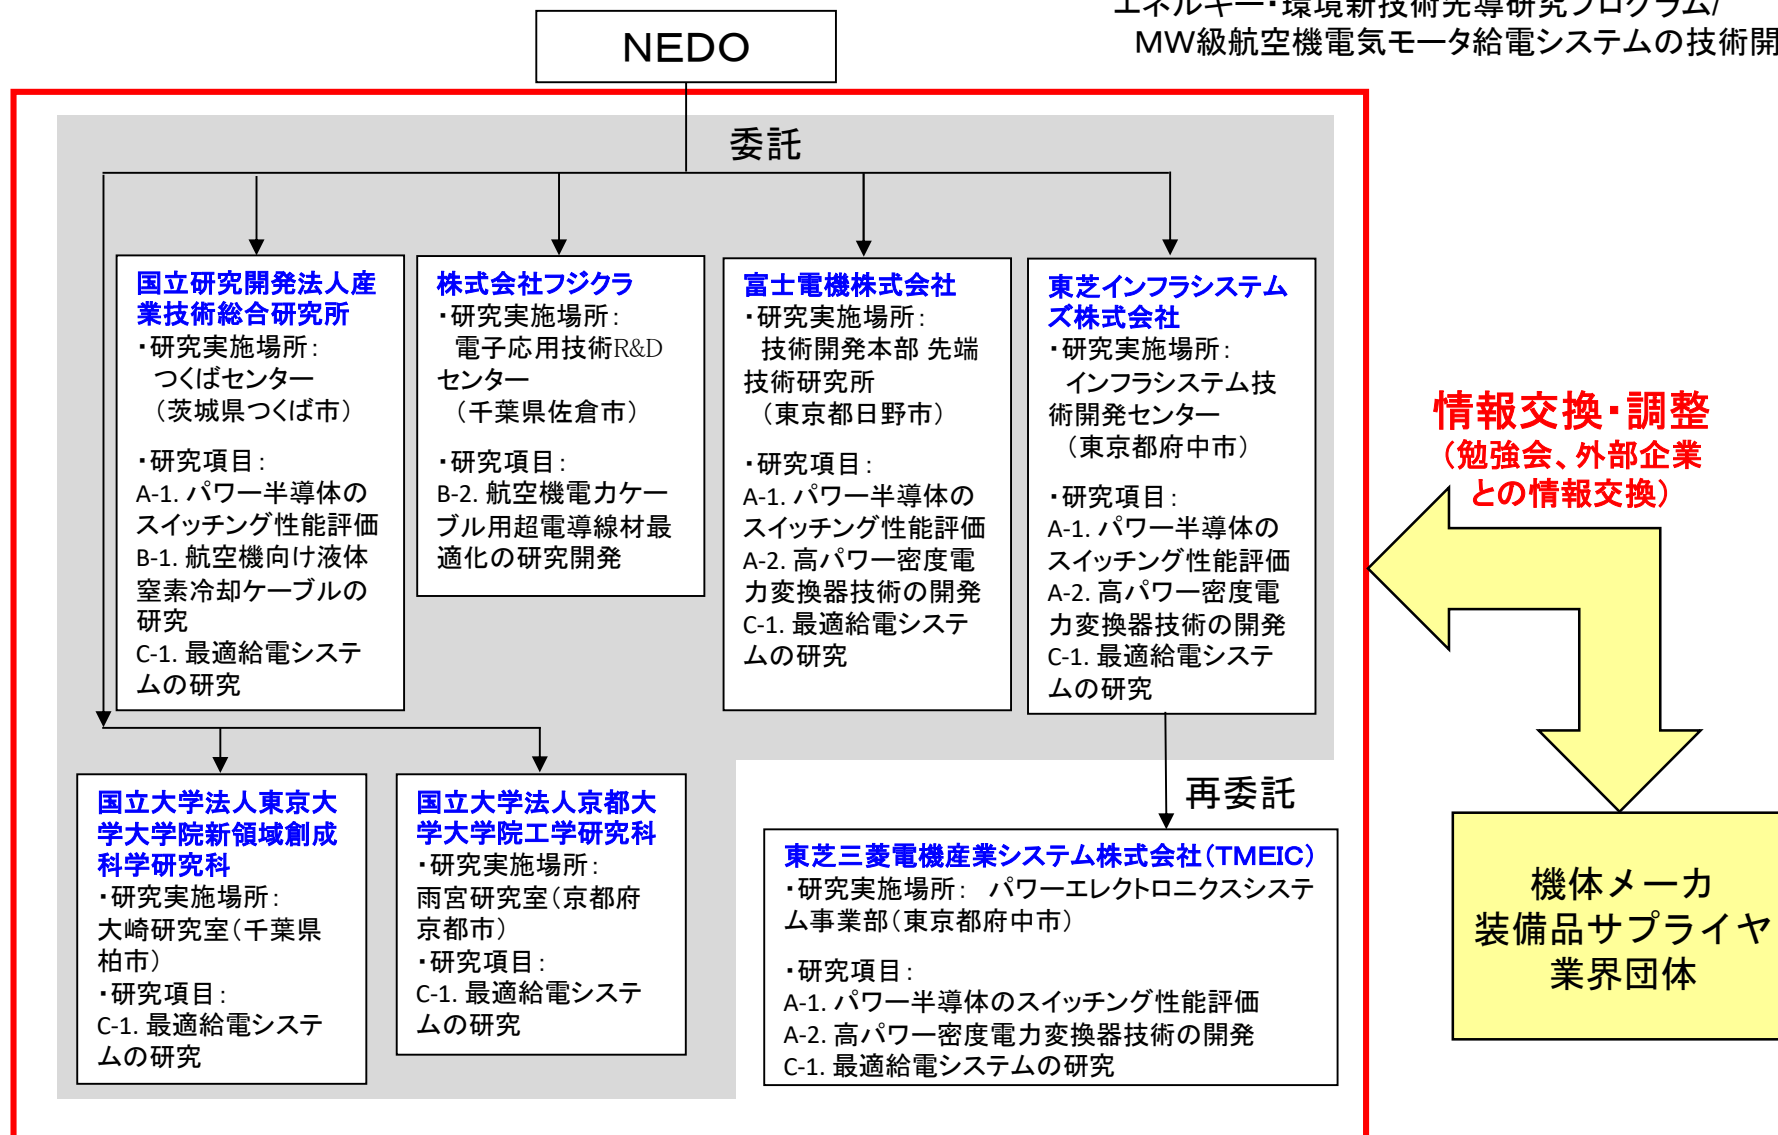 エネルギー・環境新技術先導研究プログラム/
MW級航空機電気モータ給電システムの技術開
NEDO
委託
国立研究開発法人産
業技術総合研究所
・研究実施場所：
つくばセンター
（茨城県つくば市）
・研究項目：
A-1. パワー半導体の
スイッチング性能評価
B-1. 航空機向け液体
窒素冷却ケーブルの
研究
C-1. 最適給電システ
ムの研究
株式会社フジクラ
・研究実施場所：
電子応用技術R&D
センター
（千葉県佐倉市）
・研究項目：
B-2. 航空機電力ケー
ブル用超電導線材最
適化の研究開発
富士電機株式会社
・研究実施場所：
技術開発本部 先端
技術研究所
（東京都日野市）
・研究項目：
A-1. パワー半導体の
スイッチング性能評価
A-2. 高パワー密度電
力変換器技術の開発
C-1. 最適給電システ
ムの研究
東芝インフラシステム
ズ株式会社
・研究実施場所：
インフラシステム技
術開発センター
（東京都府中市）
・研究項目：
A-1. パワー半導体の
スイッチング性能評価
A-2. 高パワー密度電
力変換器技術の開発
C-1. 最適給電システ
ムの研究
情報交換・調整
（勉強会、外部企業
との情報交換）
国立大学法人東京大
学大学院新領域創成
科学研究科
・研究実施場所：
大崎研究室（千葉県
柏市）
・研究項目：
C-1. 最適給電システ
ムの研究
国立大学法人京都大
学大学院工学研究科
・研究実施場所：
雨宮研究室（京都府
京都市）
・研究項目：
C-1. 最適給電システ
ムの研究
再委託
東芝三菱電機産業システム株式会社（TMEIC）
・研究実施場所： パワーエレクトロニクスシステ
ム事業部（東京都府中市）
・研究項目：
A-1. パワー半導体のスイッチング性能評価
A-2. 高パワー密度電力変換器技術の開発
C-1. 最適給電システムの研究
機体メーカ
装備品サプライヤ
業界団体